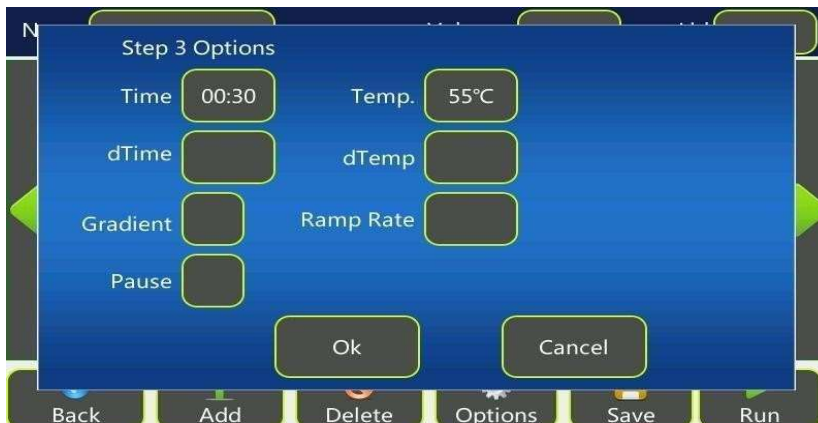 N
Step 3 Options
Time 00:30 Temp. 55℃
dTime dTemp
Gradient Ramp Rate
Pause
Ok Cancel
Back Add Delete Options Save Run